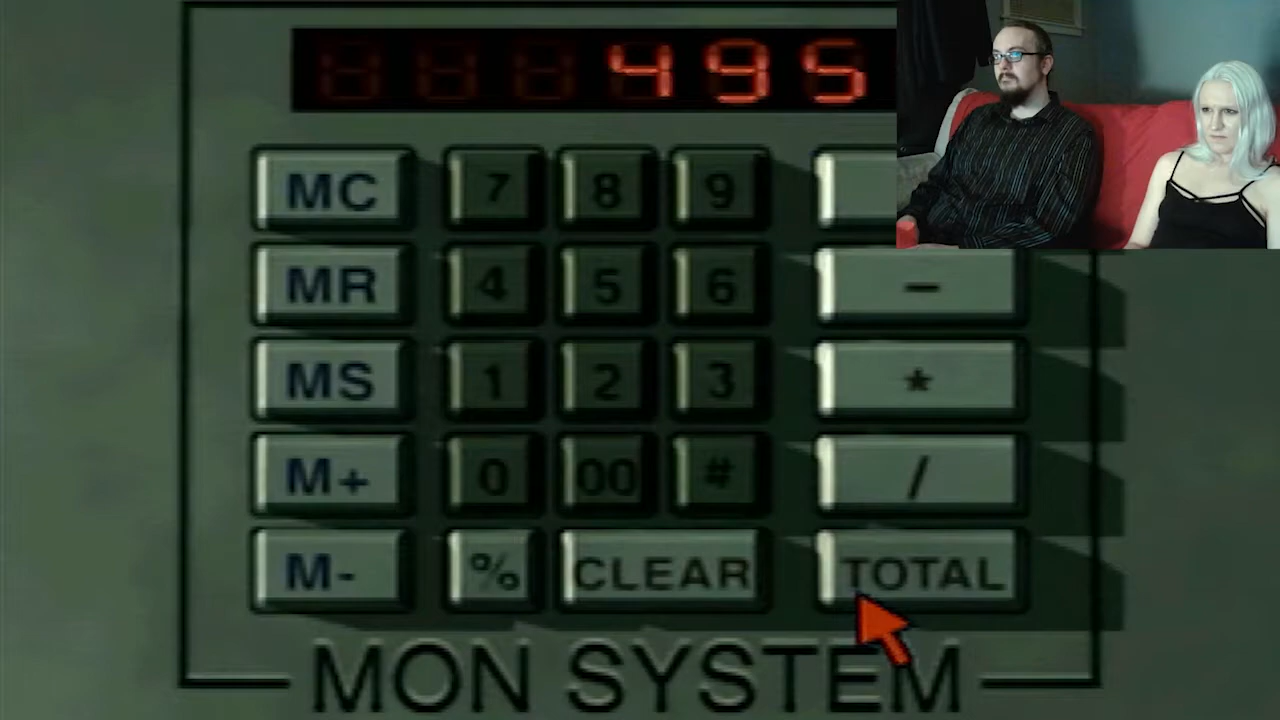 495
MC 7 8 9
MR 4 5 6 -
MS 1 2 3 *
M+ 0 00 # /
M- % CLEAR TOTAL
MON SYSTEM